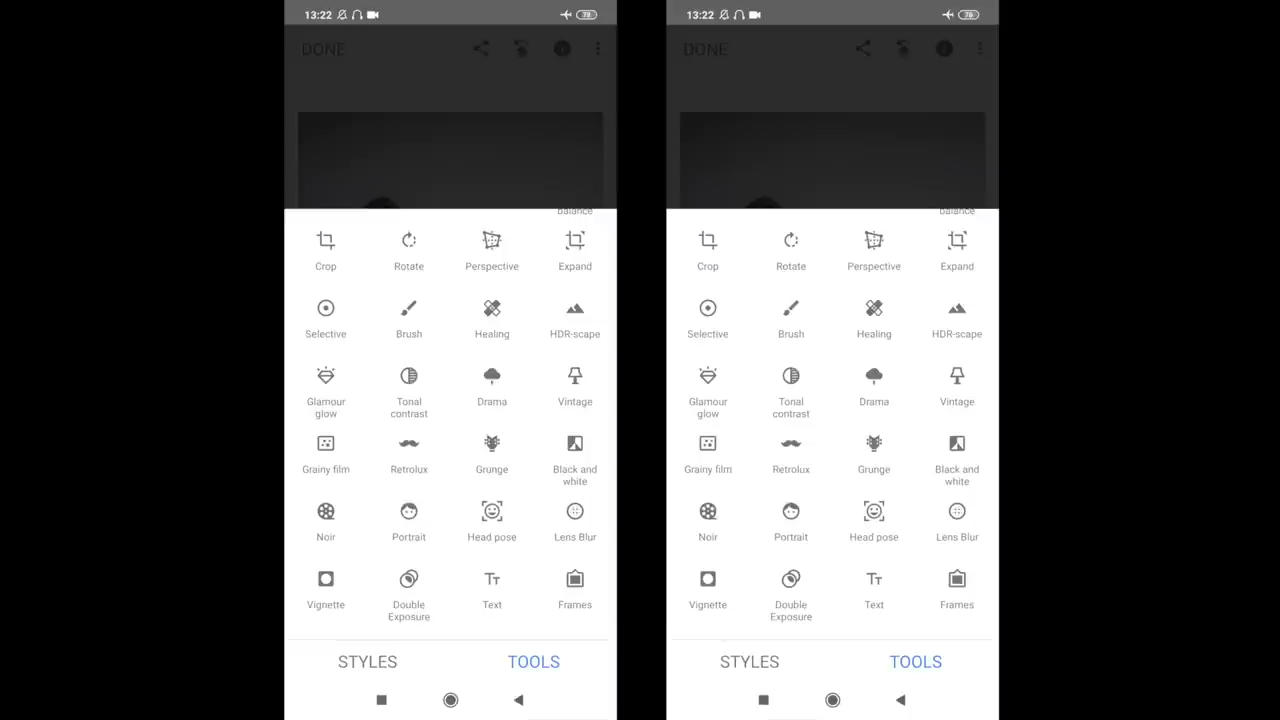 13:22 79
DONE
balance
Crop Rotate Perspective Expand
Selective Brush Healing HDR-scape
Glamour glow Tonal contrast Drama Vintage
Grainy film Retrolux Grunge Black and white
Noir Portrait Head pose Lens Blur
Vignette Double Exposure Text Frames
STYLES TOOLS
13:22
DONE
balance
Crop Rotate Perspective Expand
Selective Brush Healing HDR-scape
Glamour glow Tonal contrast Drama Vintage
Grainy film Retrolux Grunge Black and white
Noir Portrait Head pose Lens Blur
Vignette Double Exposure Text Frames
STYLES TOOLS